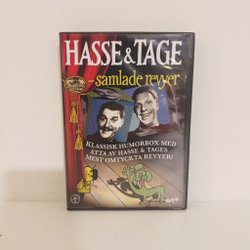 HASSE & TAGE
samlade revyer
KLASSISK HUMORBOX MED
ÅTTA AV HASSE & TAGES
MEST OMTYCKTA REVYER!